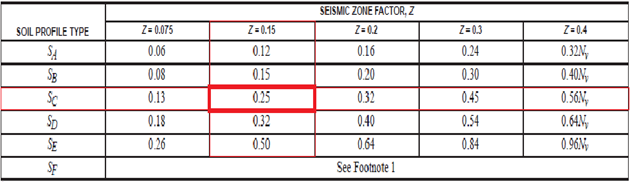 SEISMIC ZONE FACTOR, Z
SOIL PROFILE TYPE Z = 0.075 Z = 0.15 Z = 0.2 Z = 0.3 Z = 0.4
SA 0.06 0.12 0.16 0.24 0.32Nv
SB 0.08 0.15 0.20 0.30 0.40Nv
SC 0.13 0.25 0.32 0.45 0.56Nv
SD 0.18 0.32 0.40 0.54 0.64Nv
SE 0.26 0.50 0.64 0.84 0.96Nv
SF See Footnote 1